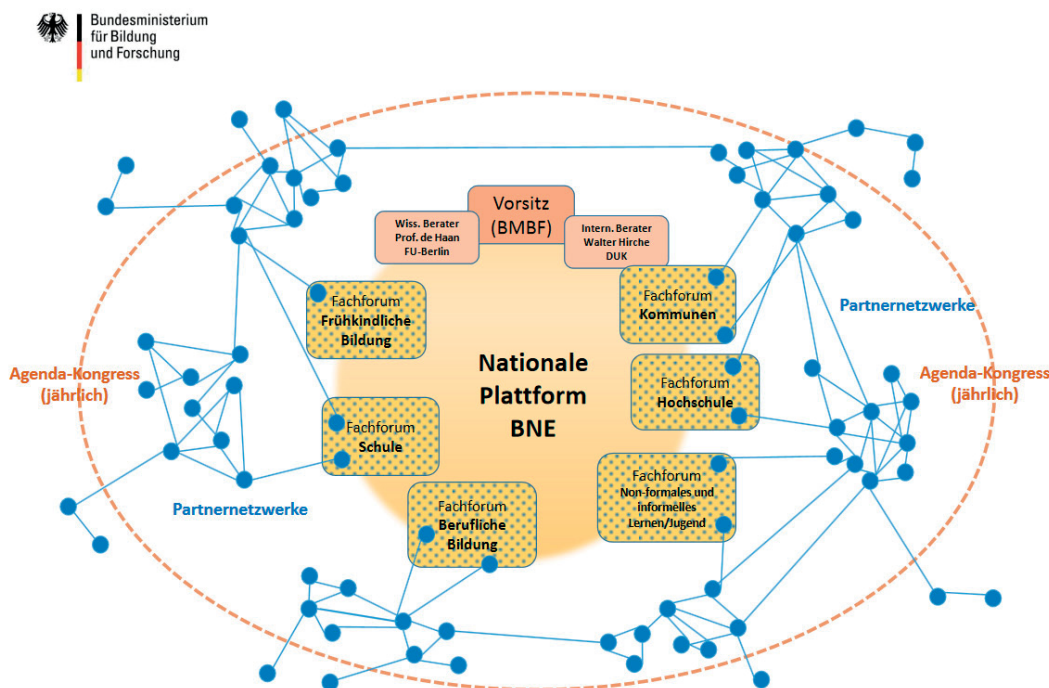 Bundesministerium
für Bildung
und Forschung
Vorsitz
(BMBF)
Wiss. Berater
Prof. de Haan
FU-Berlin
Intern. Berater
Walter Hirche
DUK
Fachforum
Frühkindliche
Bildung
Fachforum
Kommunen
Partnernetzwerke
Agenda-Kongress
(jährlich)
Nationale
Plattform
BNE
Fachforum
Hochschule
Agenda-Kongress
(jährlich)
Fachforum
Schule
Fachforum
Non-formales und
informelles
Lernen/Jugend
Partnernetzwerke
Fachforum
Berufliche
Bildung